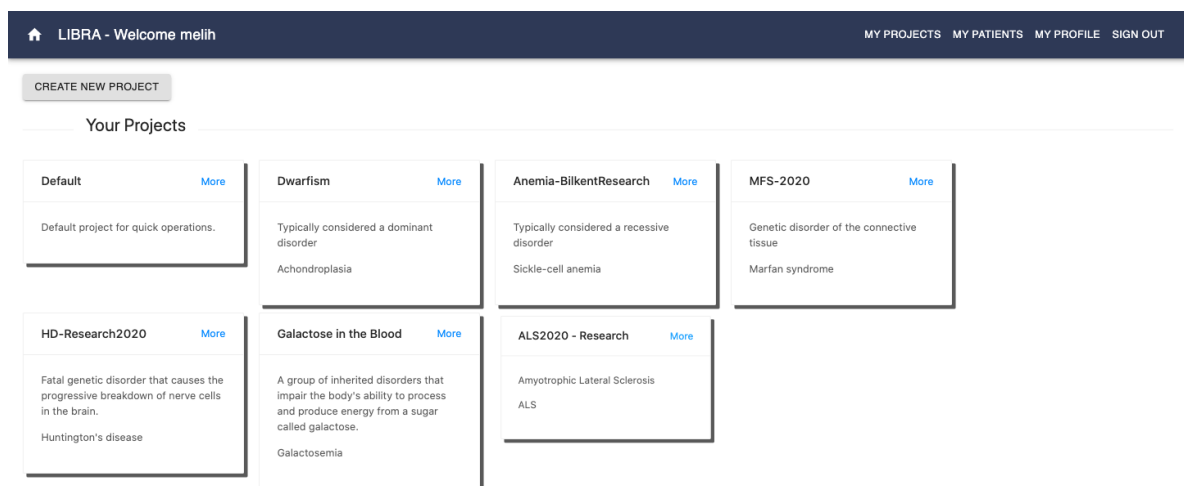 LIBRA - Welcome melih
MY PROJECTS MY PATIENTS MY PROFILE SIGN OUT
CREATE NEW PROJECT
Your Projects
Default More
Default project for quick operations.
Dwarfism More
Typically considered a dominant
disorder
Achondroplasia
Anemia-BilkentResearch More
Typically considered a recessive
disorder
Sickle-cell anemia
MFS-2020 More
Genetic disorder of the connective
tissue
Marfan syndrome
HD-Research2020 More
Fatal genetic disorder that causes the
progressive breakdown of nerve cells
in the brain.
Huntington's disease
Galactose in the Blood More
A group of inherited disorders that
impair the body's ability to process
and produce energy from a sugar
called galactose.
Galactosemia
ALS2020 - Research More
Amyotrophic Lateral Sclerosis
ALS